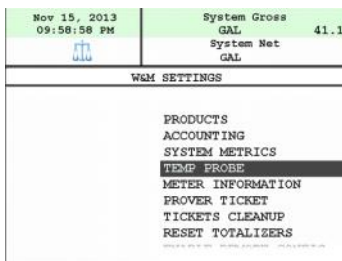 Nov 15, 2013
09:58:58 PM
System Gross
GAL 41.1
System Net
GAL
W&M SETTINGS
PRODUCTS
ACCOUNTING
SYSTEM METRICS
TEMP PROBE
METER INFORMATION
PROVER TICKET
TICKETS CLEANUP
RESET TOTALIZERS